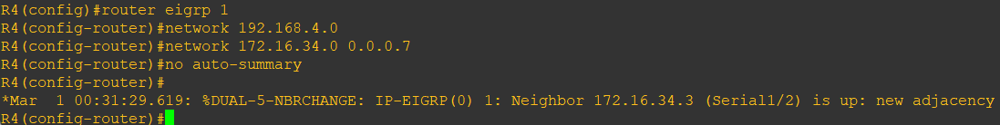 R4(config)#router eigrp 1
R4(config-router)#network 192.168.4.0
R4(config-router)#network 172.16.34.0 0.0.0.7
R4(config-router)#no auto-summary
R4(config-router)#
*Mar  1 00:31:29.619: %DUAL-5-NBRCHANGE: IP-EIGRP(0) 1: Neighbor 172.16.34.3 (Serial1/2) is up: new adjacency
R4(config-router)#